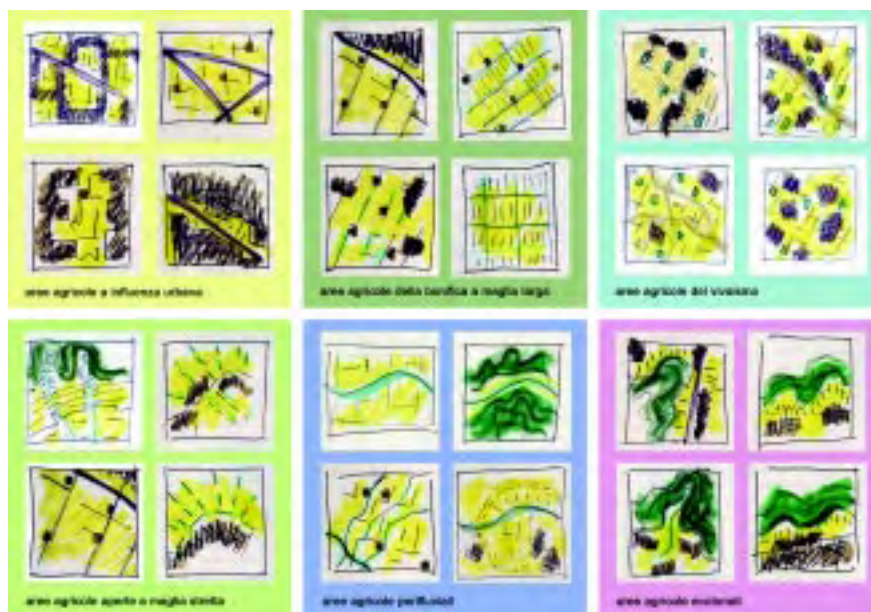 aree agricole a influenza urbana
aree agricole della bonifica a maglia larga
aree agricole del vivaismo
aree agricole aperte a maglia stretta
aree agricole perifluviali
aree agricole